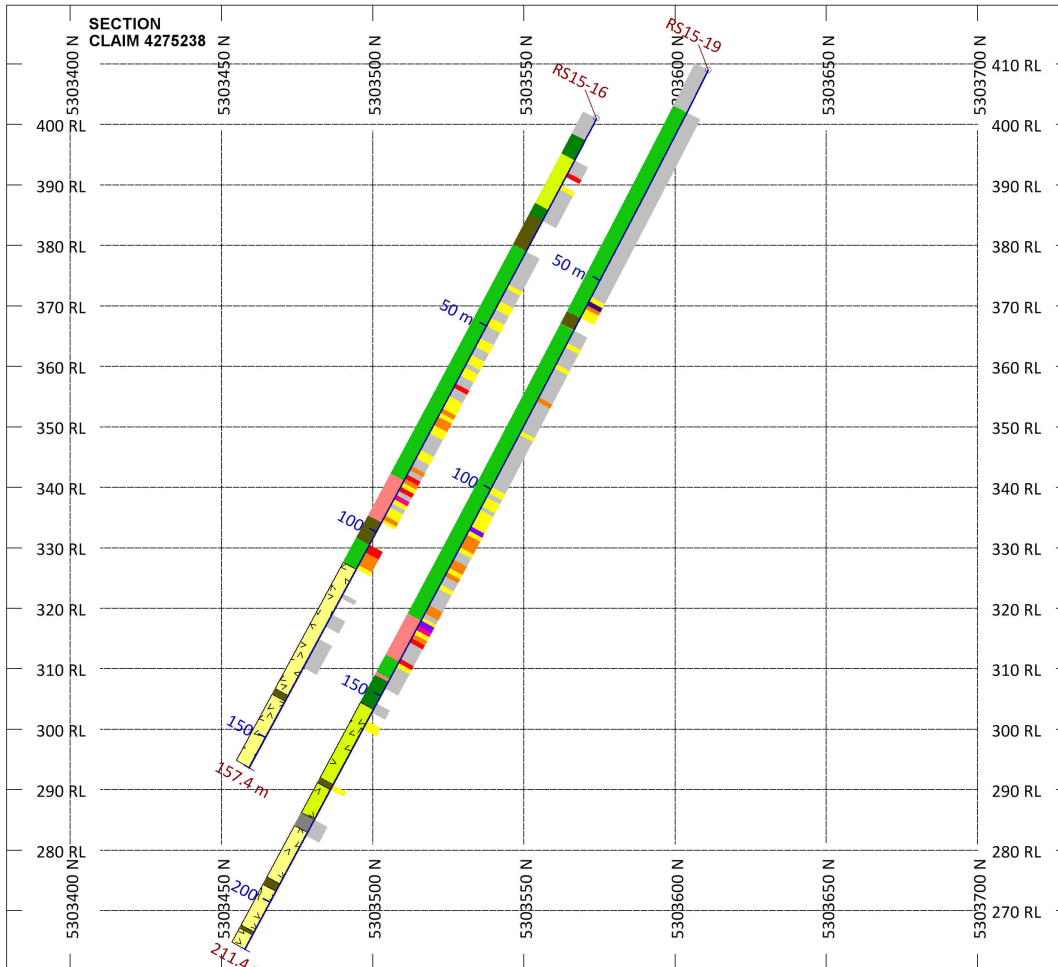 SECTION
CLAIM 4275238
5303400 N
5303450 N
5303500 N
5303550 N
5303600 N
5303650 N
5303700 N
RS15-19
RS15-16
410 RL
400 RL
400 RL
390 RL
390 RL
380 RL
380 RL
50 m
370 RL
50 m
370 RL
360 RL
360 RL
350 RL
350 RL
340 RL
100
340 RL
100
330 RL
330 RL
320 RL
320 RL
310 RL
310 RL
150
300 RL
150
300 RL
157.4 m
290 RL
290 RL
280 RL
280 RL
200
270 RL
211.4
5303400 N
5303450 N
5303500 N
5303550 N
5303600 N
5303650 N
5303700 N